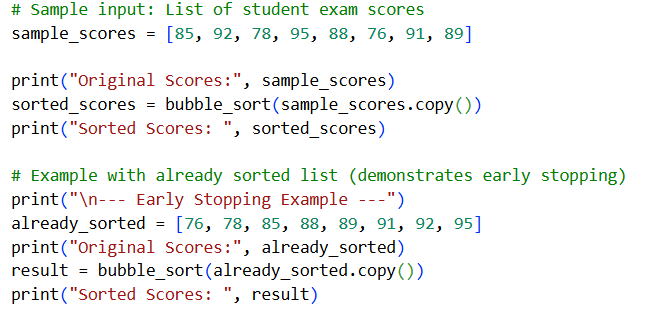 # Sample input: List of student exam scores
sample_scores = [85, 92, 78, 95, 88, 76, 91, 89]
print("Original Scores:", sample_scores)
sorted_scores = bubble_sort(sample_scores.copy())
print("Sorted Scores: ", sorted_scores)
# Example with already sorted list (demonstrates early stopping)
print("\n--- Early Stopping Example ---")
already_sorted = [76, 78, 85, 88, 89, 91, 92, 95]
print("Original Scores:", already_sorted)
result = bubble_sort(already_sorted.copy())
print("Sorted Scores: ", result)